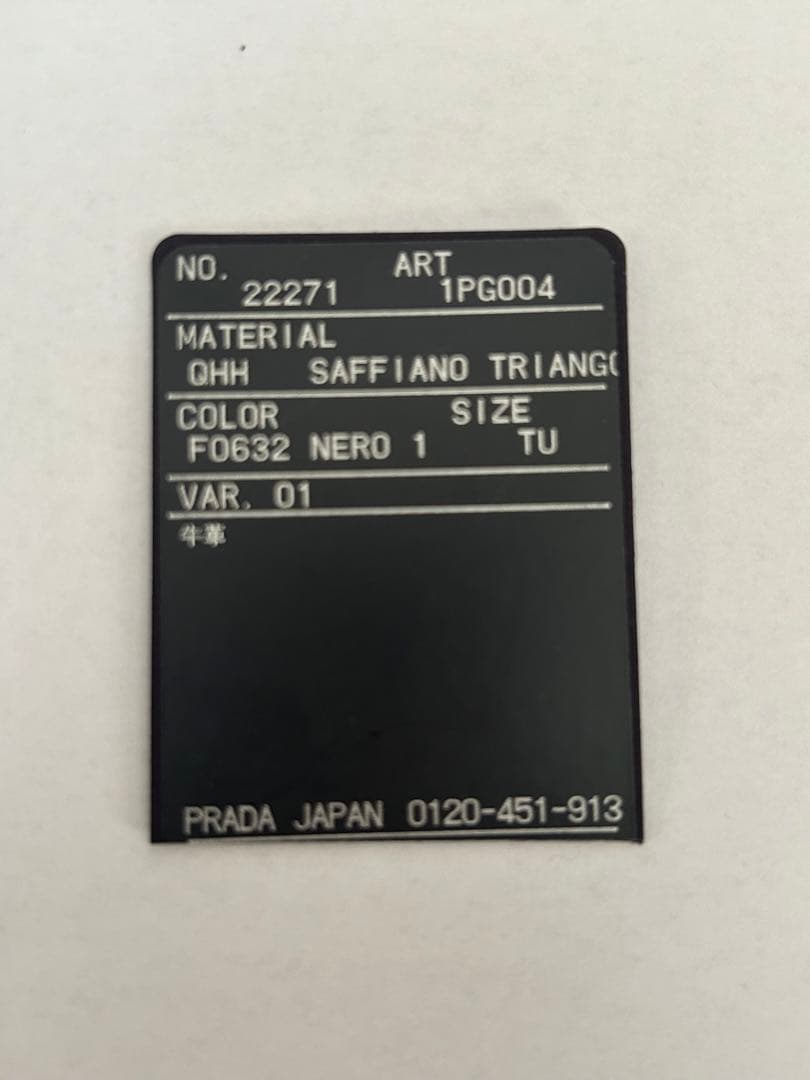 NO. ART
22271 1PG004
MATERIAL
QHH SAFFIANO TRIANGO
COLOR SIZE
F0632 NERO 1 TU
VAR. 01
牛革
PRADA JAPAN 0120-451-913